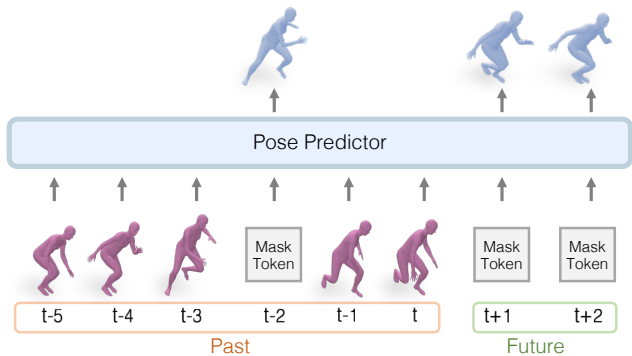 Pose Predictor
Mask
Token
Mask
Token
Mask
Token
t-5 t-4 t-3 t-2 t-1 t t+1 t+2
Past Future